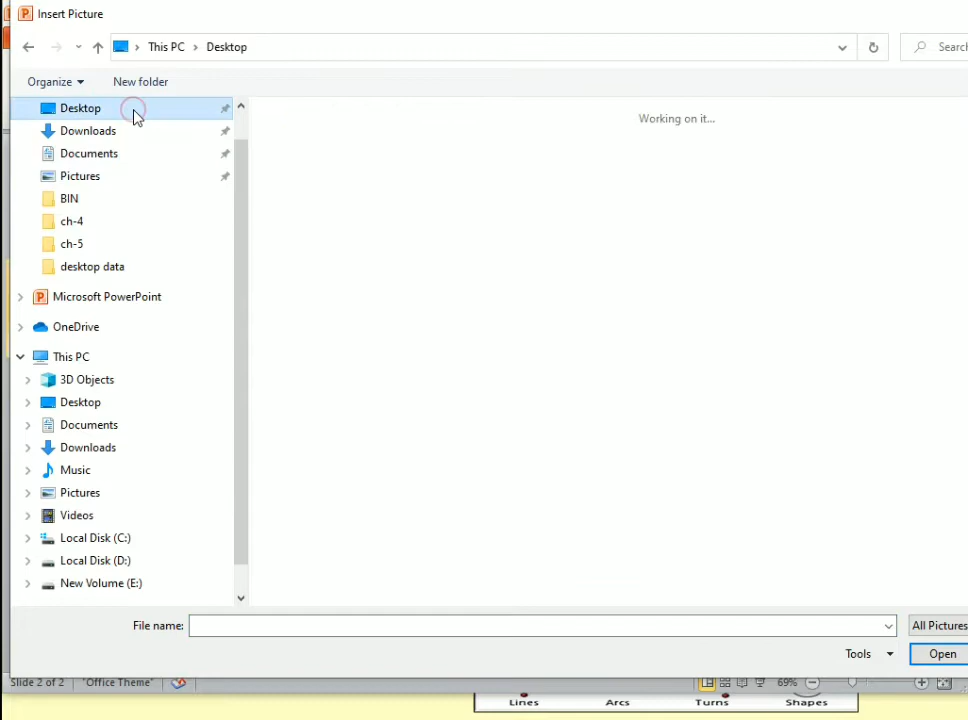 Insert Picture
This PC Desktop
Searc
Organize New folder
Desktop
Working on it...
Downloads
Documents
Pictures
BIN
ch-4
ch-5
desktop data
Microsoft PowerPoint
OneDrive
This PC
3D Objects
Desktop
Documents
Downloads
Music
Pictures
Videos
Local Disk (C:)
Local Disk (D:)
New Volume (E:)
File name: All Pictures
Tools Open
Slide 2 of 2 "Office Theme" 69%
Lines Arcs Turns Shapes